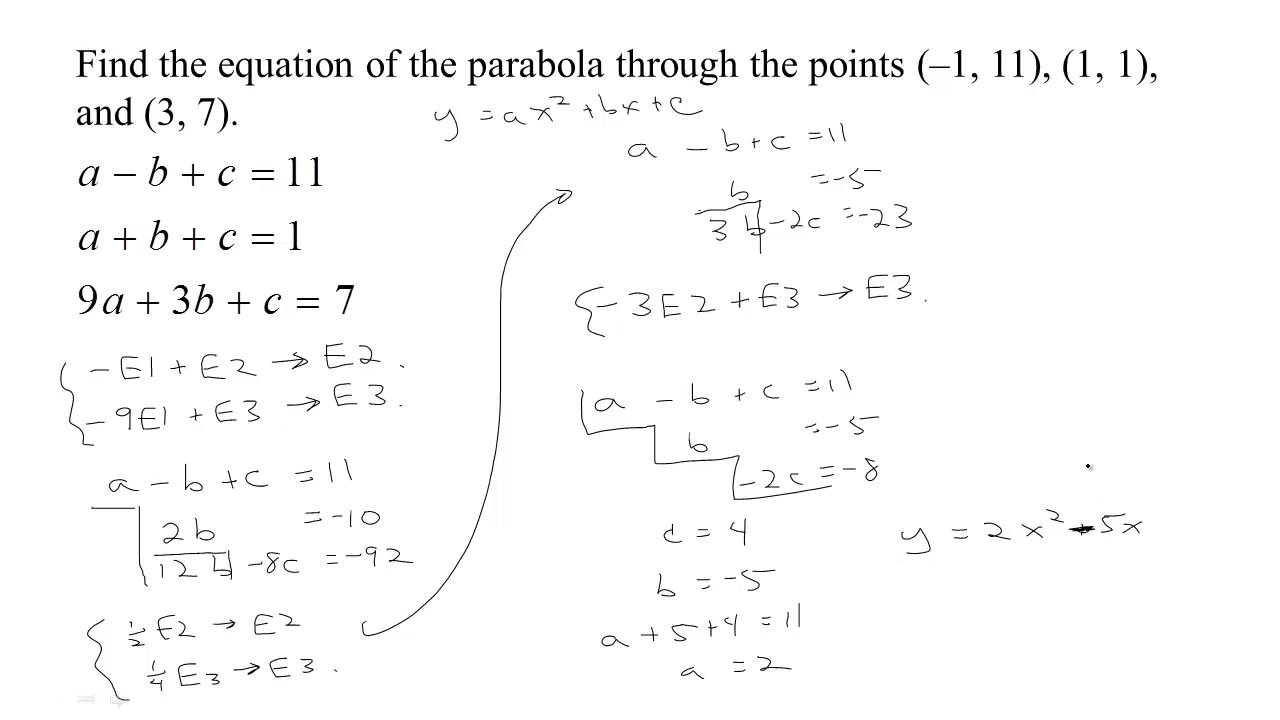 Find the equation of the parabola through the points (–1, 11), (1, 1),
and (3, 7).
y = ax² + bx + c
a − b + c = 11
a + b + c = 1
9a + 3b + c = 7
−E1 + E2 → E2.
−9E1 + E3 → E3.
a − b + c = 11
2b = −10
12b − 8c = −92
½E2 → E2
¼E3 → E3.
a − b + c = 11
b = −5
3b − 2c = −23
−3E2 + E3 → E3.
a − b + c = 11
b = −5
−2c = −8
c = 4
b = −5
a + 5 + 4 = 11
a = 2
y = 2x² − 5x